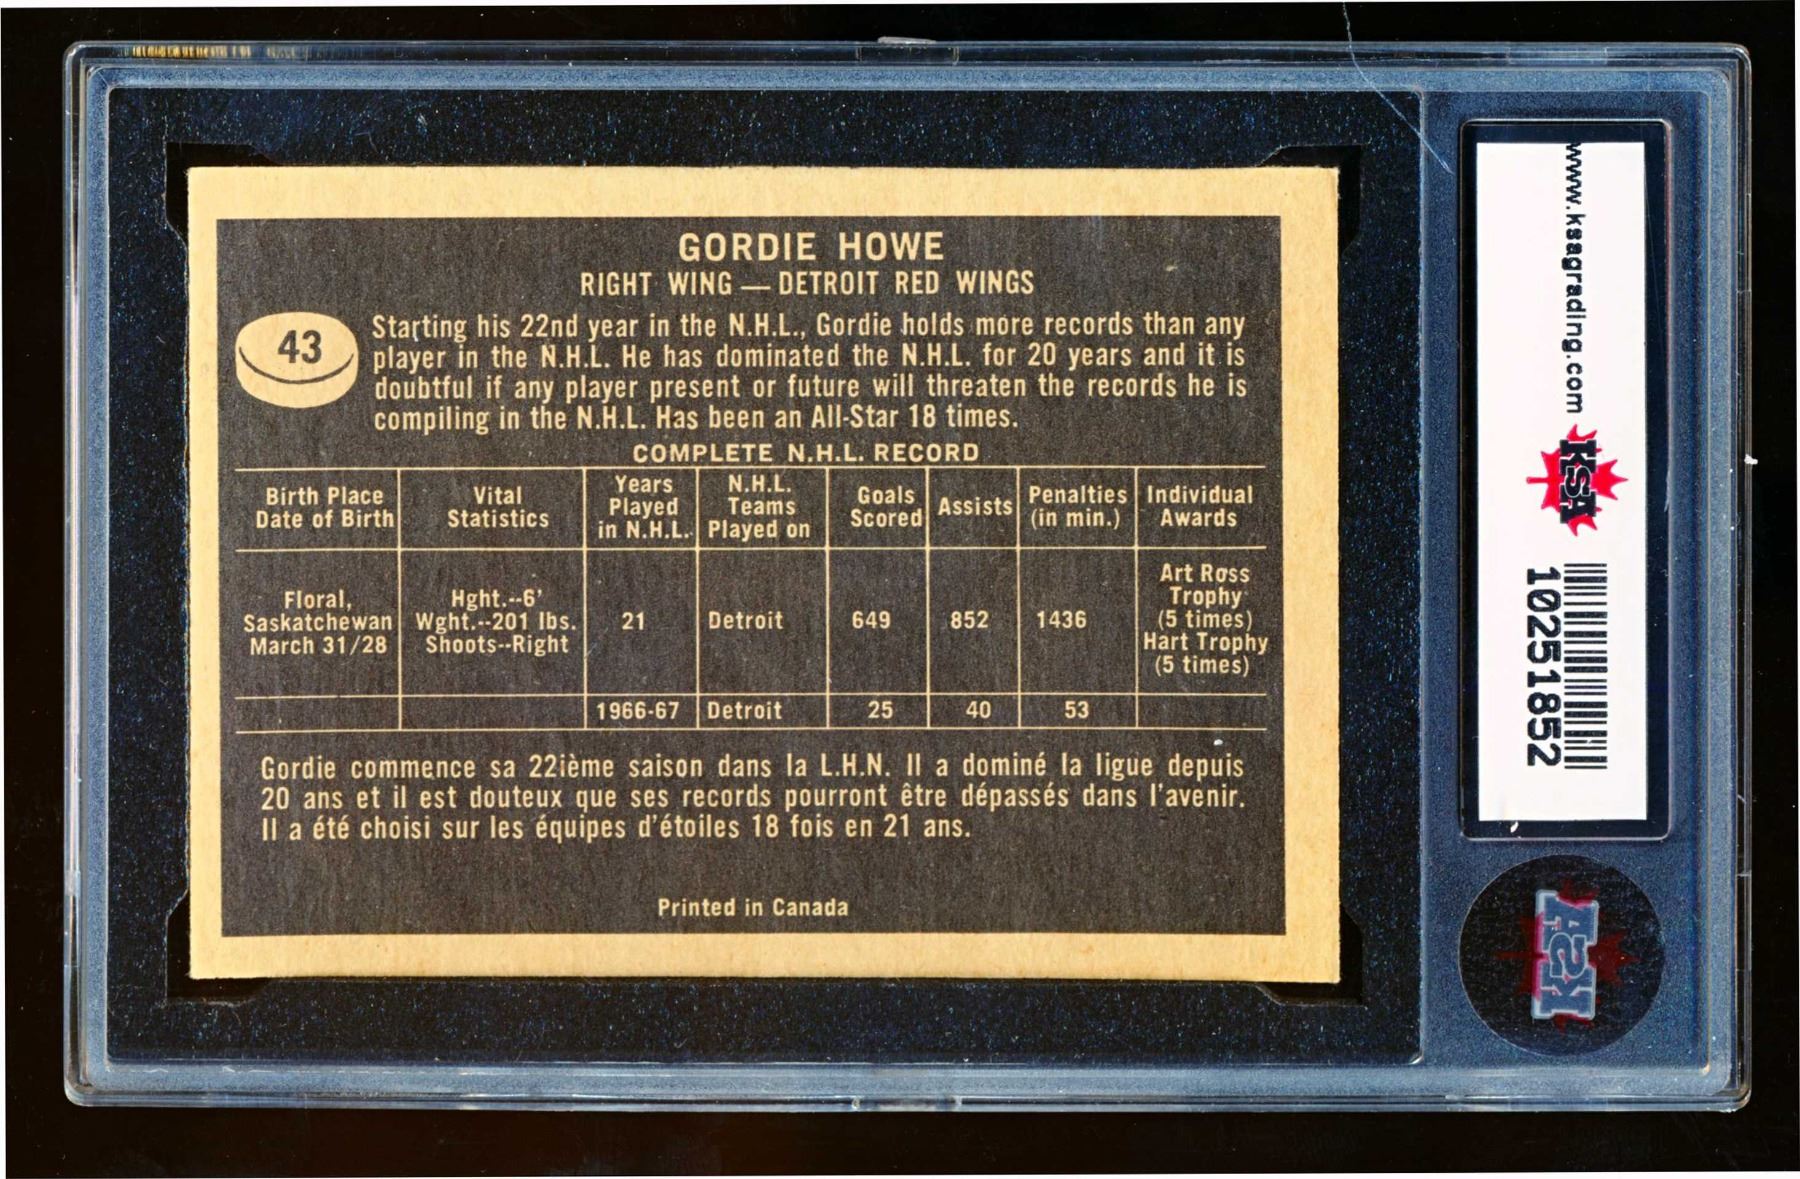 GORDIE HOWE
RIGHT WING — DETROIT RED WINGS
43
Starting his 22nd year in the N.H.L., Gordie holds more records than any
player in the N.H.L. He has dominated the N.H.L. for 20 years and it is
doubtful if any player present or future will threaten the records he is
compiling in the N.H.L. Has been an All-Star 18 times.
COMPLETE N.H.L. RECORD
Birth Place
Date of Birth
Vital
Statistics
Years
Played
in N.H.L.
N.H.L.
Teams
Played on
Goals
Scored
Assists
Penalties
(in min.)
Individual
Awards
Floral,
Saskatchewan
March 31/28
Hght.--6'
Wght.--201 lbs.
Shoots--Right
21
Detroit
649
852
1436
Art Ross
Trophy
(5 times)
Hart Trophy
(5 times)
1966-67
Detroit
25
40
53
Gordie commence sa 22ième saison dans la L.H.N. Il a dominé la ligue depuis
20 ans et il est douteux que ses records pourront être dépassés dans l'avenir.
Il a été choisi sur les équipes d'étoiles 18 fois en 21 ans.
Printed in Canada
www.ksagrading.com
KSA
10251852
KSA